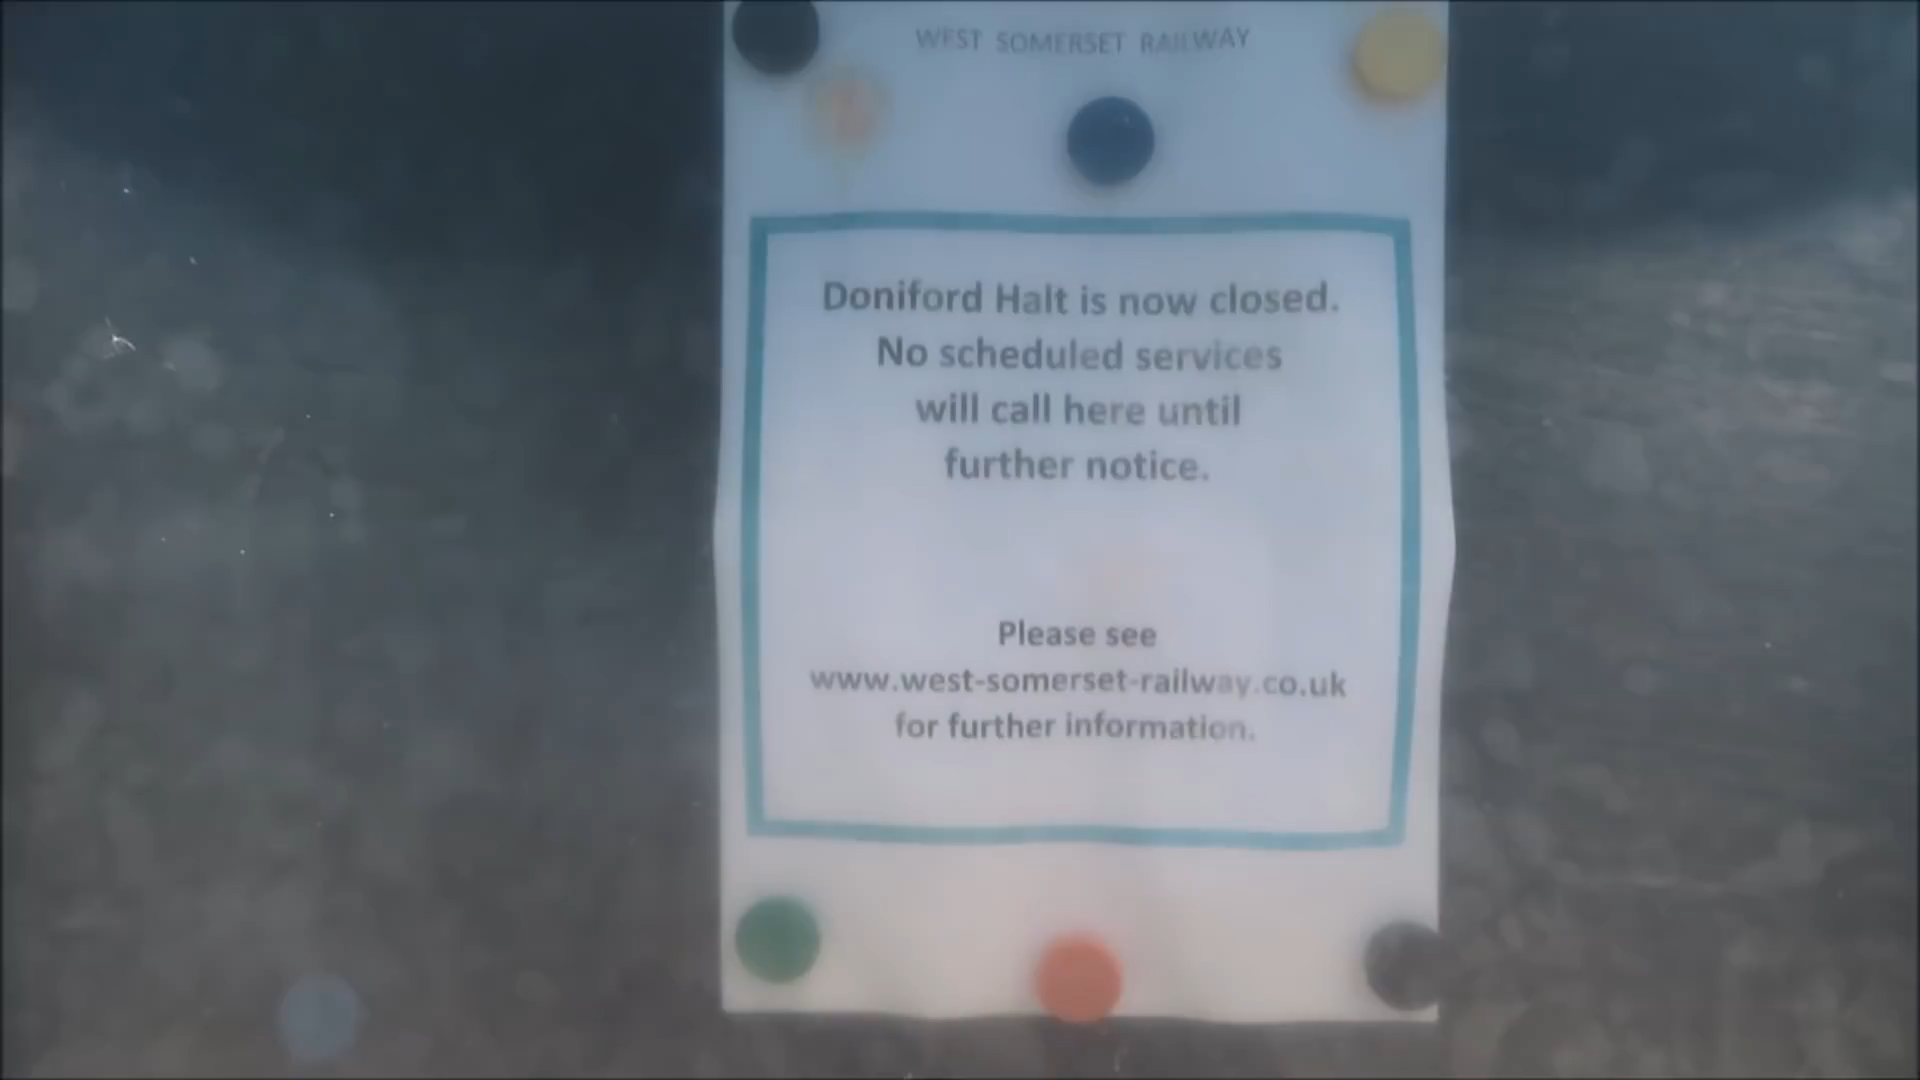 WEST SOMERSET RAILWAY
Doniford Halt is now closed.
No scheduled services
will call here until
further notice.
Please see
www.west-somerset-railway.co.uk
for further information.